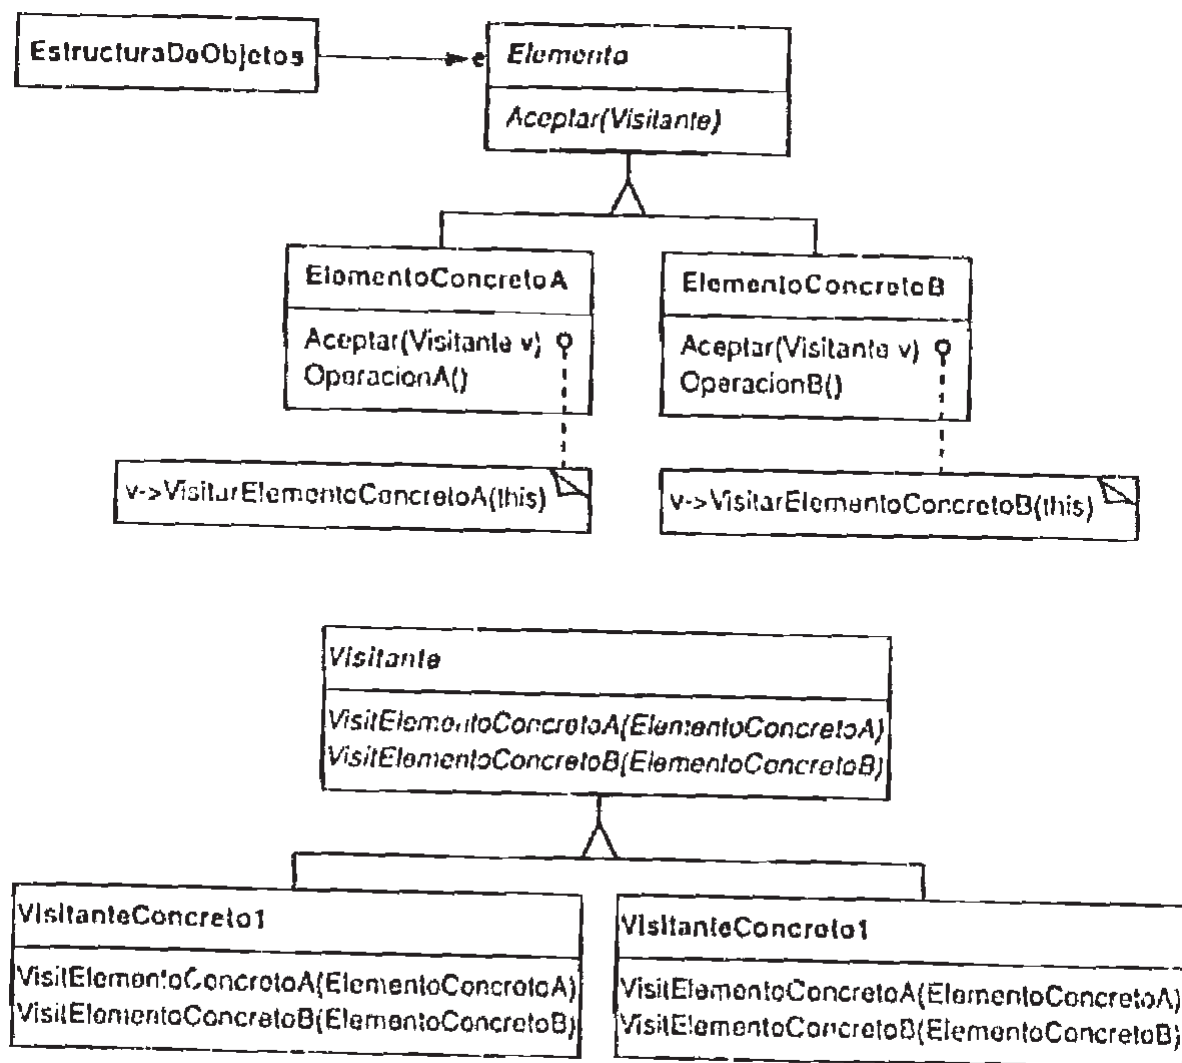 EstructuraDeObjetos
Elemento
Aceptar(Visitante)
ElementoConcretoA
Aceptar(Visitante v)
OperacionA()
ElementoConcretoB
Aceptar(Visitante v)
OperacionB()
v->VisitarElementoConcretoA(this)
v->VisitarElementoConcretoB(this)
Visitante
VisitElementoConcretoA(ElementoConcretoA)
VisitElementoConcretoB(ElementoConcretoB)
VisitanteConcreto1
VisitElementoConcretoA(ElementoConcretoA)
VisitElementoConcretoB(ElementoConcretoB)
VisitanteConcreto1
VisitElementoConcretoA(ElementoConcretoA)
VisitElementoConcretoB(ElementoConcretoB)